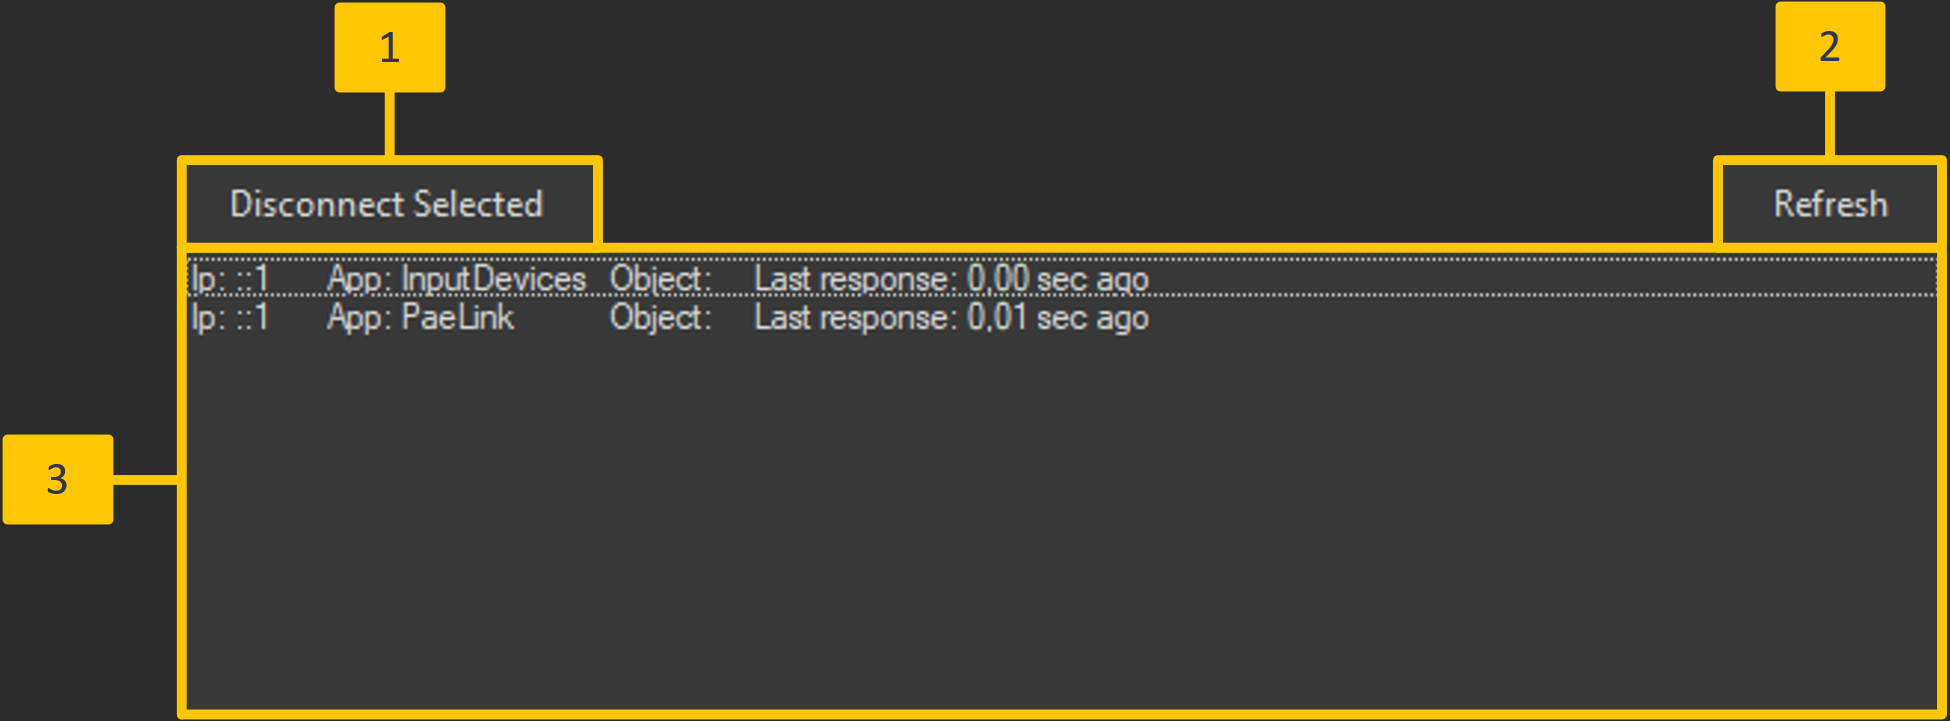 1
2
Disconnect Selected Refresh
Ip: ::1 App: InputDevices Object: Last response: 0,00 sec ago
Ip: ::1 App: PaeLink Object: Last response: 0,01 sec ago
3